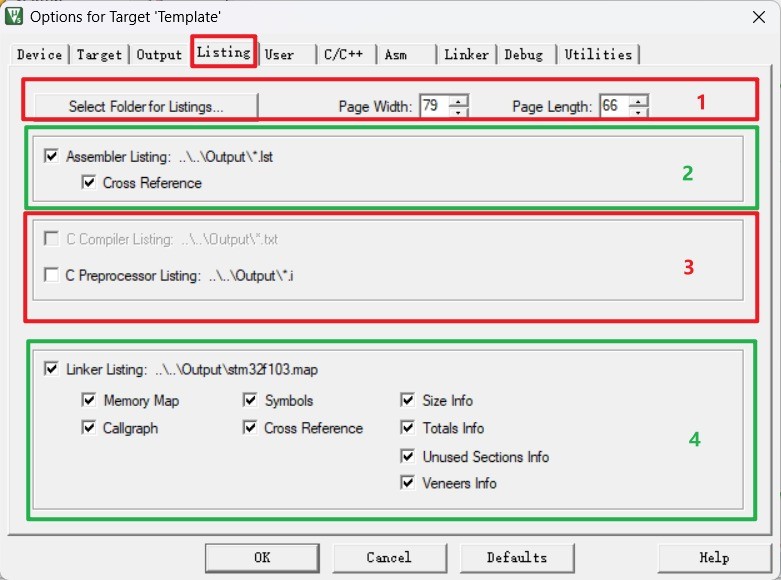 Options for Target 'Template'
Device Target Output Listing User C/C++ Asm Linker Debug Utilities
Select Folder for Listings... Page Width: 79 Page Length: 66 1
Assembler Listing: ..\..\Output\*.lst
Cross Reference 2
C Compiler Listing: ..\..\Output\*.txt
C Preprocessor Listing: ..\..\Output\*.i 3
Linker Listing: ..\..\Output\stm32f103.map
Memory Map Symbols Size Info
Callgraph Cross Reference Totals Info
4
Unused Sections Info
Veneers Info
OK Cancel Defaults Help